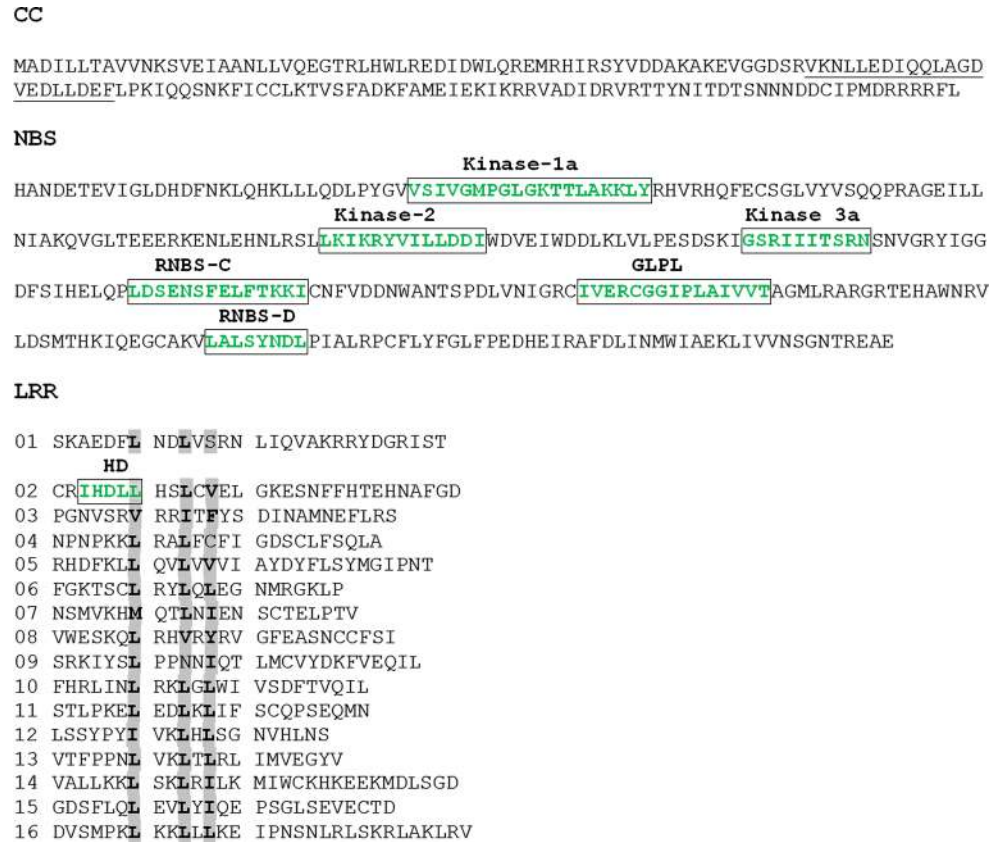 CC
MADILLTAVVNKSVEIAANLLVQEGTRLHWLREDIDWLQREMRHIRSYVDDAKAKEVGGDSRVKNLLEDIQQLAGD
VEDLLDEFLPKIQQSNKFICCLKTVSFADKFAMEIEKIKRRVADIDRVRTTYNITDTSNNNDDCIPMDRRRRFL
NBS
Kinase-1a
HANDETEVIGLDHDFNKLQHKLLLQDLPYGVVSIVGMPGLGKTTLAKKLYRHVRHQFECSGLVYVSQQPRAGEILL
Kinase-2 Kinase 3a
NIAKQVGLTEEERKENLEHNLRSLLKIKRYVILLDDIWDVEIWDDLKLVLPESDSKIGSRIIITSRNSNVGRYIGG
RNBS-C GLPL
DFSIHELQPLDSENSFELFTKKICNFVDDNWANTSPDLVNIGRCIVERCGGIPLAIVVTAGMLRARGRTEHAWNRV
RNBS-D
LDSMTHKIQEGCAKVLALSYNDLPIALRPCFLYFGLFPEDHEIRAFDLINMWIAEKLIVVNSGNTREAE
LRR
01 SKAEDFL NDLVSRN LIQVAKRRYDGRIST
HD
02 CRIHDLL HSLCVEL GKESNFFHTEHNAFGD
03 PGNVSRV RRITFYS DINAMNEFLRS
04 NPNPKKL RALFCFI GDSCLFSQLA
05 RHDFKLL QVLVVVI AYDYFLSYMGIPNT
06 FGKTSCL RYLQLEG NMRGKLP
07 NSMVKHM QTLNIEN SCTELPTV
08 VWESKQL RHVRYRV GFEASNCCFSI
09 SRKIYSL PPNNIQT LMCVYDKFVEQIL
10 FHRLINL RKLGLWI VSDFTVQIL
11 STLPKEL EDLKLIF SCQPSEQMN
12 LSSYPYI VKLHLSG NVHLNS
13 VTFPPNL VKLTLRL IMVEGYV
14 VALLKKL SKLRILK MIWCKHKEEKMDLSGD
15 GDSFLQL EVLYIQE PSGLSEVECTD
16 DVSMPKL KKLLLKE IPNSNLRLSKRLAKLRV